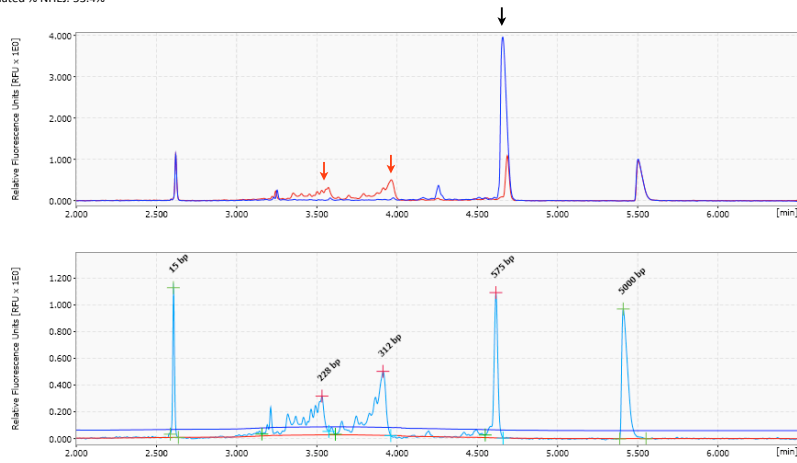 4.000
3.000
2.000
1.000
0.000
Relative Fluorescence Units [RFU x 1E0]
2.000 2.500 3.000 3.500 4.000 4.500 5.000 5.500 6.000 [min]
1.200
1.000
0.800
0.600
0.400
0.200
0.000
Relative Fluorescence Units [RFU x 1E0]
15 bp
228 bp
312 bp
575 bp
5000 bp
2.000 2.500 3.000 3.500 4.000 4.500 5.000 5.500 6.000 [min]